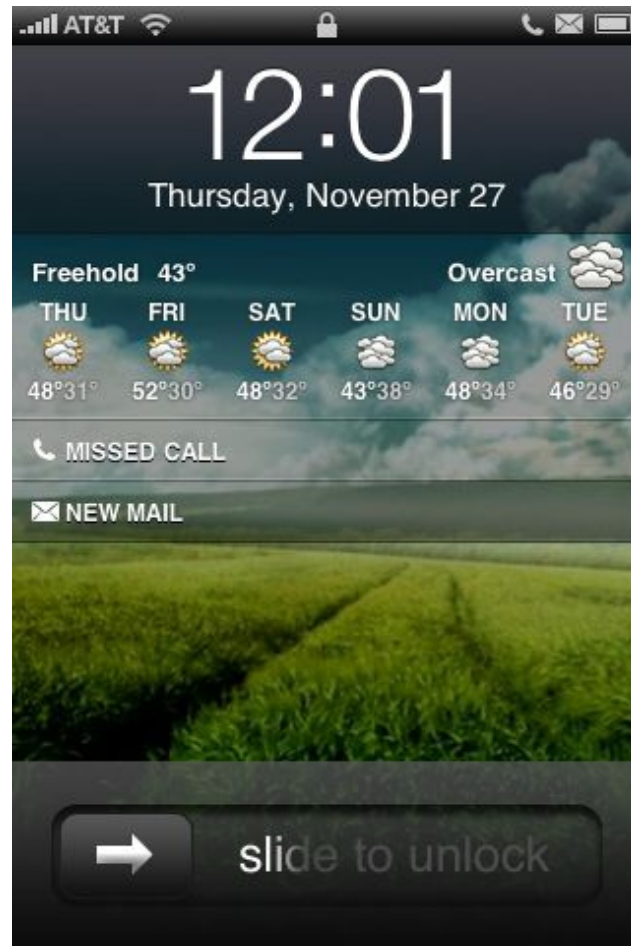 AT&T
12:01
Thursday, November 27
Freehold 43° Overcast
THU FRI SAT SUN MON TUE
48°31° 52°30° 48°32° 43°38° 48°34° 46°29°
MISSED CALL
NEW MAIL
slide to unlock